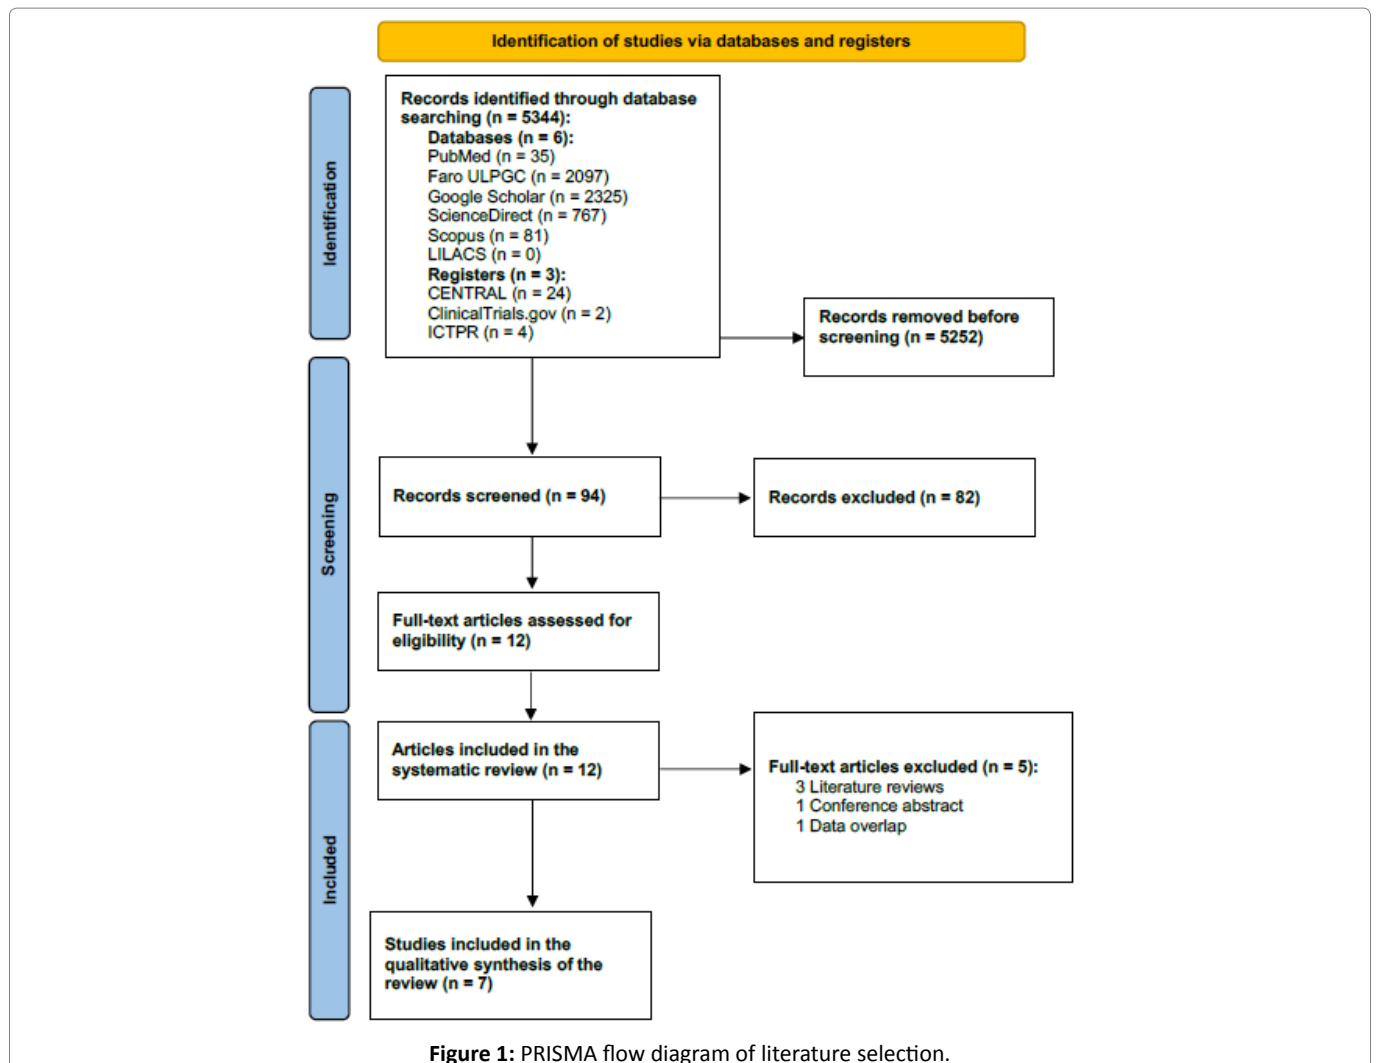 Identification of studies via databases and registers
Identification
Records identified through database
searching (n = 5344):
Databases (n = 6):
PubMed (n = 35)
Faro ULPGC (n = 2097)
Google Scholar (n = 2325)
ScienceDirect (n = 767)
Scopus (n = 81)
LILACS (n = 0)
Registers (n = 3):
CENTRAL (n = 24)
ClinicalTrials.gov (n = 2)
ICTPR (n = 4)
Records removed before
screening (n = 5252)
Screening
Records screened (n = 94)
Records excluded (n = 82)
Full-text articles assessed for
eligibility (n = 12)
Included
Articles included in the
systematic review (n = 12)
Full-text articles excluded (n = 5):
3 Literature reviews
1 Conference abstract
1 Data overlap
Studies included in the
qualitative synthesis of the
review (n = 7)
Figure 1: PRISMA flow diagram of literature selection.